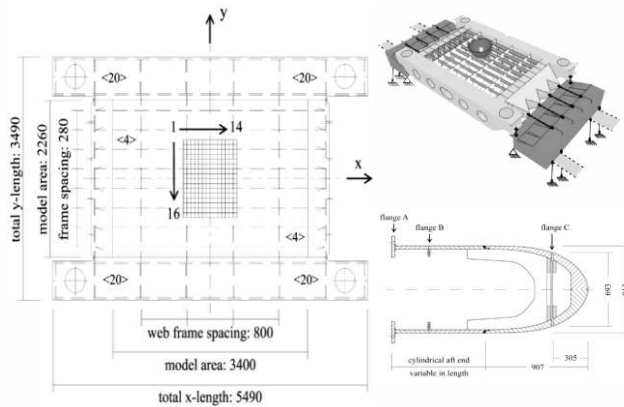 y
<20>
<20>
1
14
<4>
x
16
<4>
<20>
<20>
total y-length: 3490
model area: 2260
frame spacing: 280
web frame spacing: 800
model area: 3400
total x-length: 5490
flange A
flange B
flange C
693
cylindrical aft end
variable in length
305
907